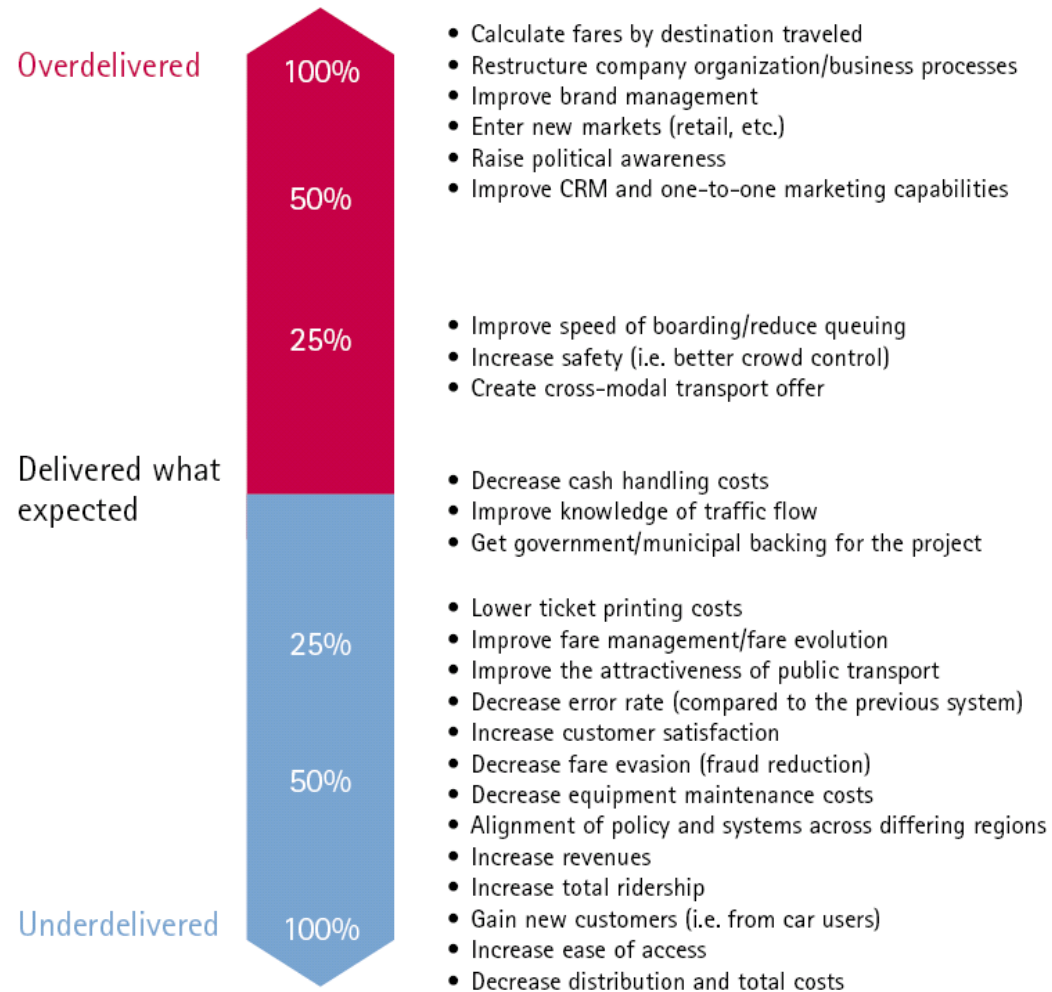 Overdelivered
100%
50%
25%
Delivered what
expected
25%
50%
Underdelivered
100%
• Calculate fares by destination traveled
• Restructure company organization/business processes
• Improve brand management
• Enter new markets (retail, etc.)
• Raise political awareness
• Improve CRM and one-to-one marketing capabilities
• Improve speed of boarding/reduce queuing
• Increase safety (i.e. better crowd control)
• Create cross-modal transport offer
• Decrease cash handling costs
• Improve knowledge of traffic flow
• Get government/municipal backing for the project
• Lower ticket printing costs
• Improve fare management/fare evolution
• Improve the attractiveness of public transport
• Decrease error rate (compared to the previous system)
• Increase customer satisfaction
• Decrease fare evasion (fraud reduction)
• Decrease equipment maintenance costs
• Alignment of policy and systems across differing regions
• Increase revenues
• Increase total ridership
• Gain new customers (i.e. from car users)
• Increase ease of access
• Decrease distribution and total costs